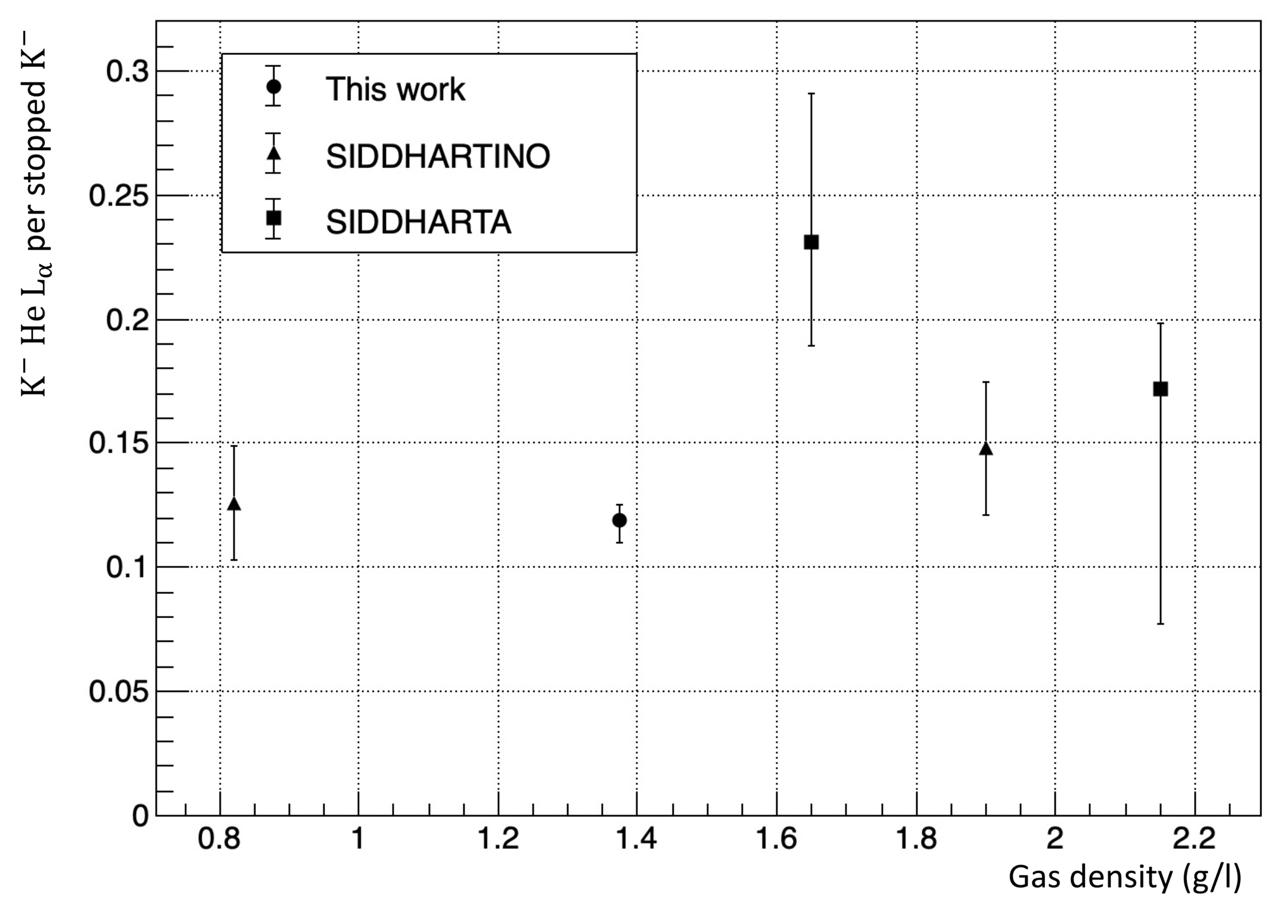 K⁻ He Lα per stopped K⁻
0.3
0.25
0.2
0.15
0.1
0.05
0
This work
SIDDHARTINO
SIDDHARTA
0.8 1 1.2 1.4 1.6 1.8 2 2.2
Gas density (g/l)